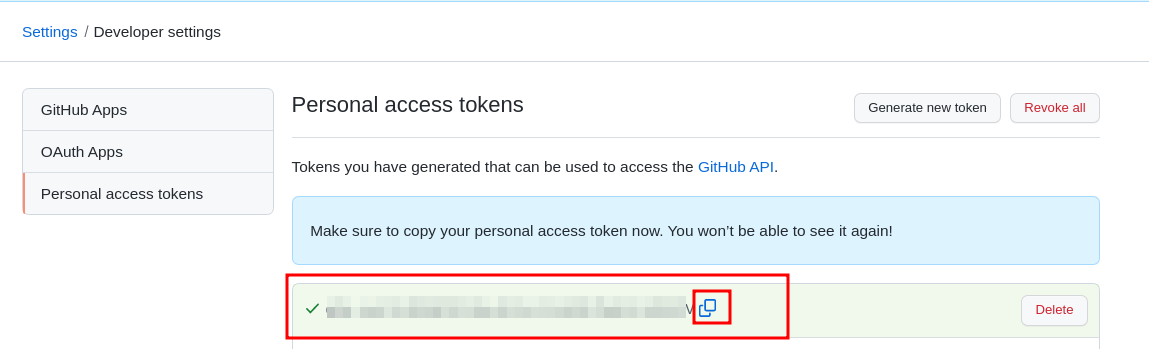 Settings / Developer settings
GitHub Apps
OAuth Apps
Personal access tokens
Personal access tokens
Generate new token
Revoke all
Tokens you have generated that can be used to access the GitHub API.
Make sure to copy your personal access token now. You won’t be able to see it again!
Delete